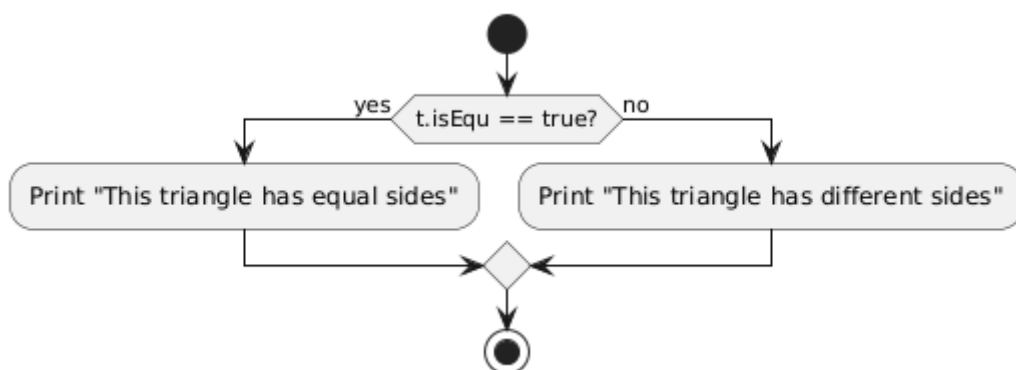 yes
t.isEqu == true?
no
Print "This triangle has equal sides"
Print "This triangle has different sides"